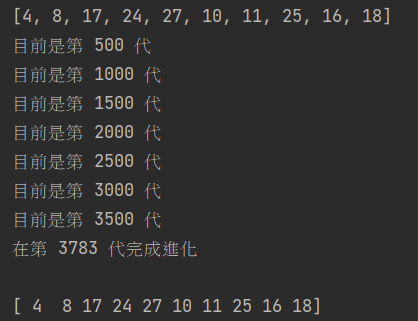 [4, 8, 17, 24, 27, 10, 11, 25, 16, 18]
目前是第 500 代
目前是第 1000 代
目前是第 1500 代
目前是第 2000 代
目前是第 2500 代
目前是第 3000 代
目前是第 3500 代
在第 3783 代完成進化
[ 4  8 17 24 27 10 11 25 16 18]